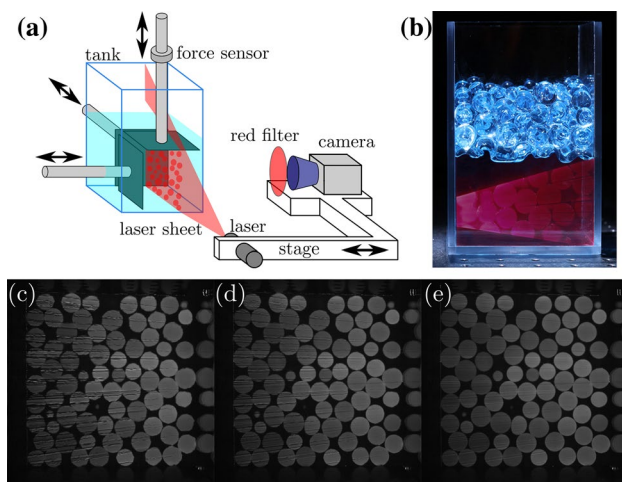 (a)
tank
force sensor
red filter
camera
laser sheet
laser
stage
(b)
(c)
(d)
(e)